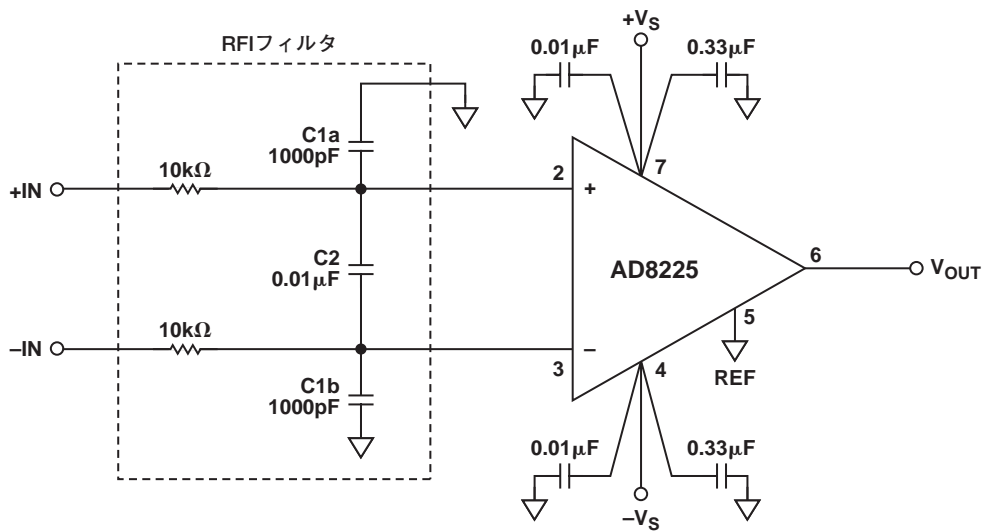 RFIフィルタ
+VS
0.01μF
0.33μF
C1a
1000pF
10kΩ
+IN
2
+
7
C2
0.01μF
AD8225
6
VOUT
10kΩ
–IN
–
3
5
REF
4
C1b
1000pF
0.01μF
0.33μF
–VS